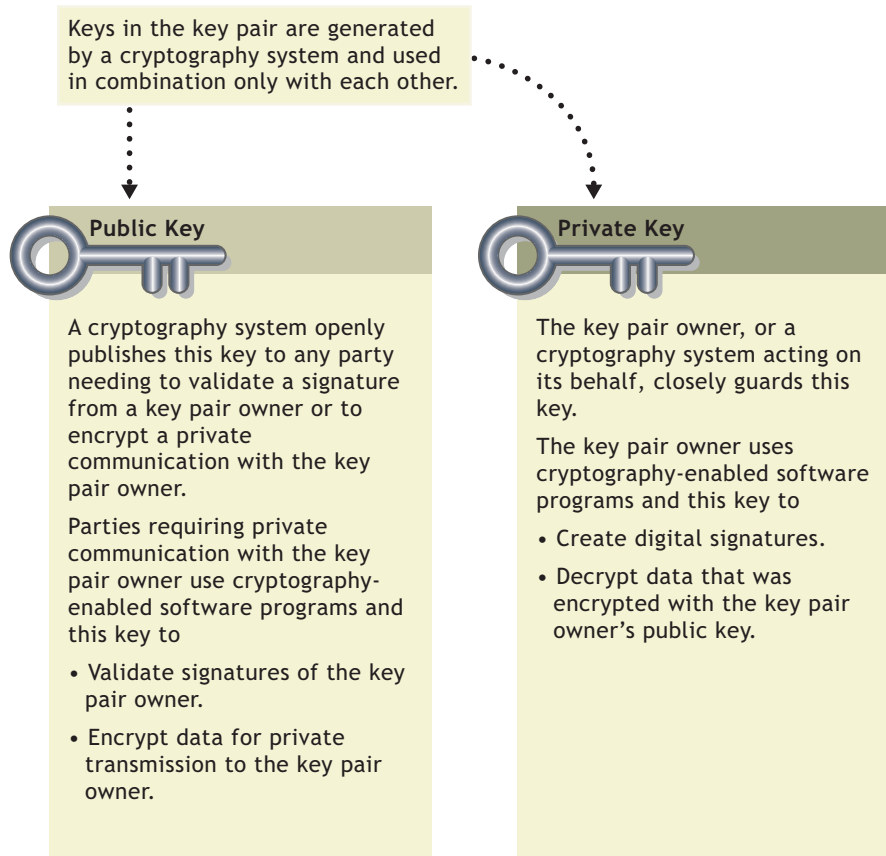 Keys in the key pair are generated
by a cryptography system and used
in combination only with each other.
Public Key
A cryptography system openly
publishes this key to any party
needing to validate a signature
from a key pair owner or to
encrypt a private
communication with the key
pair owner.
Parties requiring private
communication with the key
pair owner use cryptography-
enabled software programs and
this key to
• Validate signatures of the key
pair owner.
• Encrypt data for private
transmission to the key pair
owner.
Private Key
The key pair owner, or a
cryptography system acting on
its behalf, closely guards this
key.
The key pair owner uses
cryptography-enabled software
programs and this key to
• Create digital signatures.
• Decrypt data that was
encrypted with the key pair
owner’s public key.